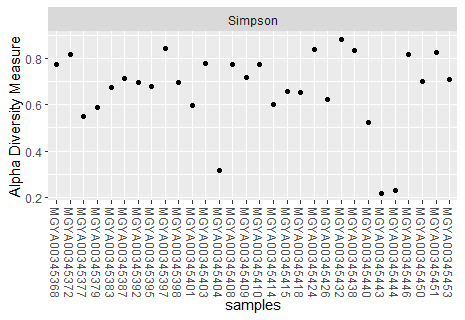 Simpson
Alpha Diversity Measure
0.8
0.6
0.4
0.2
MGYA00345368
MGYA00345372
MGYA00345377
MGYA00345379
MGYA00345383
MGYA00345387
MGYA00345392
MGYA00345395
MGYA00345397
MGYA00345398
MGYA00345401
MGYA00345403
MGYA00345404
MGYA00345408
MGYA00345409
MGYA00345410
MGYA00345414
MGYA00345415
MGYA00345418
MGYA00345424
MGYA00345426
MGYA00345432
MGYA00345438
MGYA00345440
MGYA00345443
MGYA00345444
MGYA00345446
MGYA00345450
MGYA00345451
MGYA00345453
samples